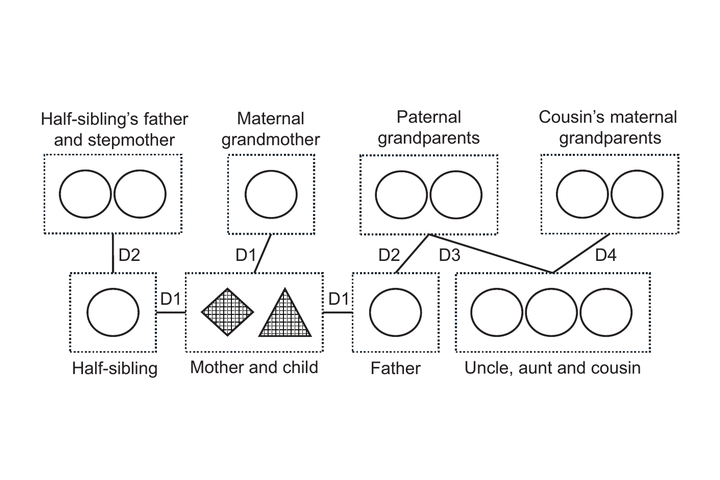 Half-sibling's father
and stepmother
Maternal
grandmother
Paternal
grandparents
Cousin's maternal
grandparents
D2
D1
D2
D3
D4
D1
D1
Half-sibling
Mother and child
Father
Uncle, aunt and cousin